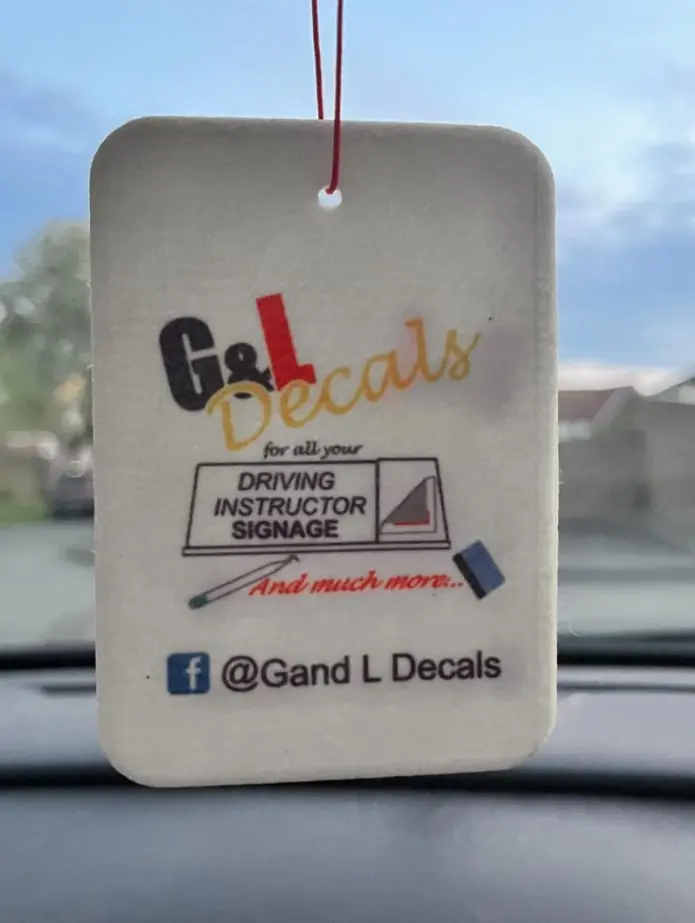 G&L
Decals
for all your
DRIVING
INSTRUCTOR
SIGNAGE
And much more...
f @Gand L Decals